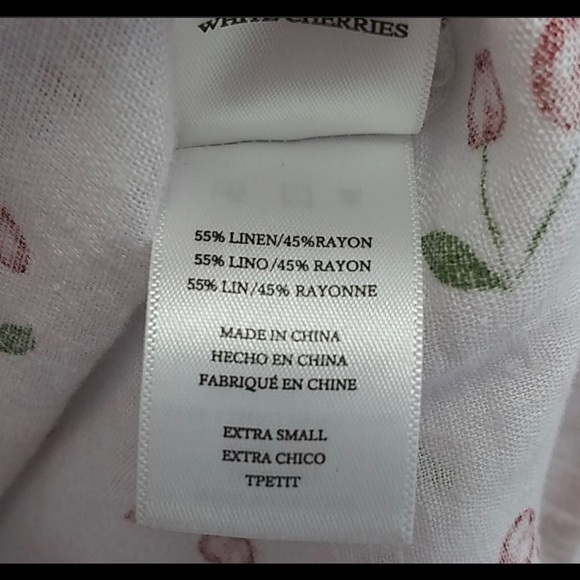 WHITE CHERRIES
55% LINEN/45%RAYON
55% LINO/45% RAYON
55% LIN/45% RAYONNE
MADE IN CHINA
HECHO EN CHINA
FABRIQUÉ EN CHINE
EXTRA SMALL
EXTRA CHICO
TPETIT